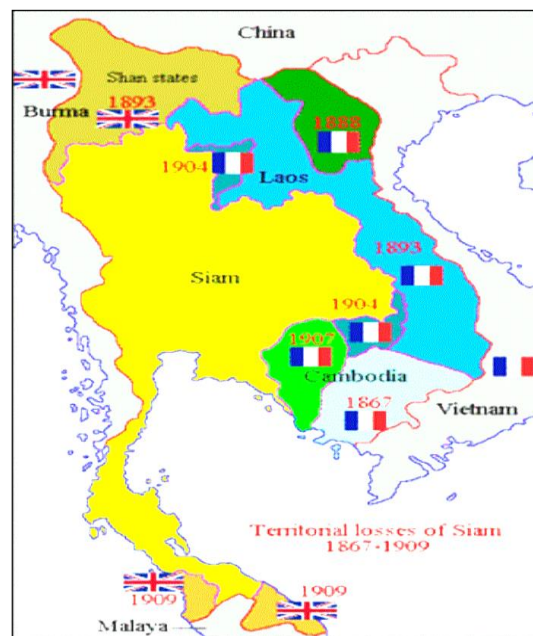 China
Shan states
Burma
1893
1888
1904
Laos
1893
Siam
1904
1907
Cambodia
1867
Vietnam
Territorial losses of Siam
1867-1909
1909
1909
Malaya